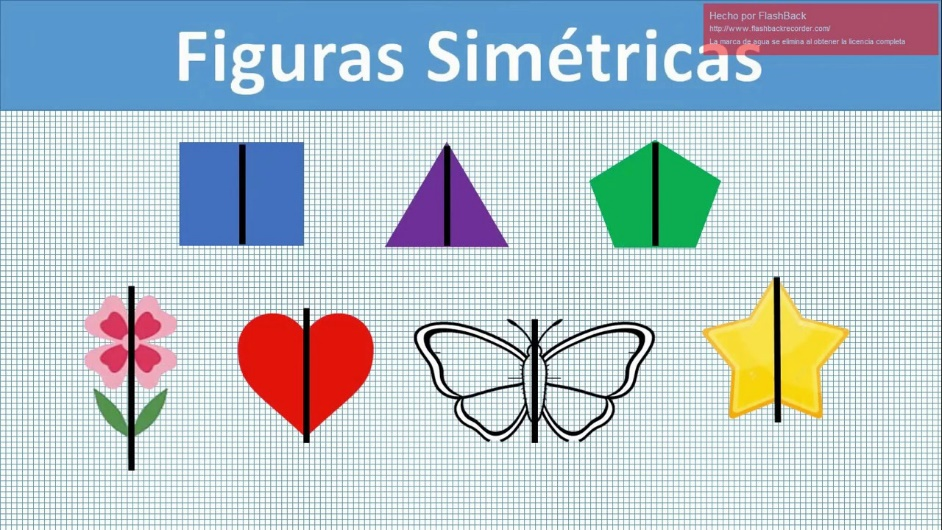 Figuras Simétricas
Hecho por FlashBack
http://www.flashbackrecorder.com/
La marca de agua se elimina al obtener la licencia completa